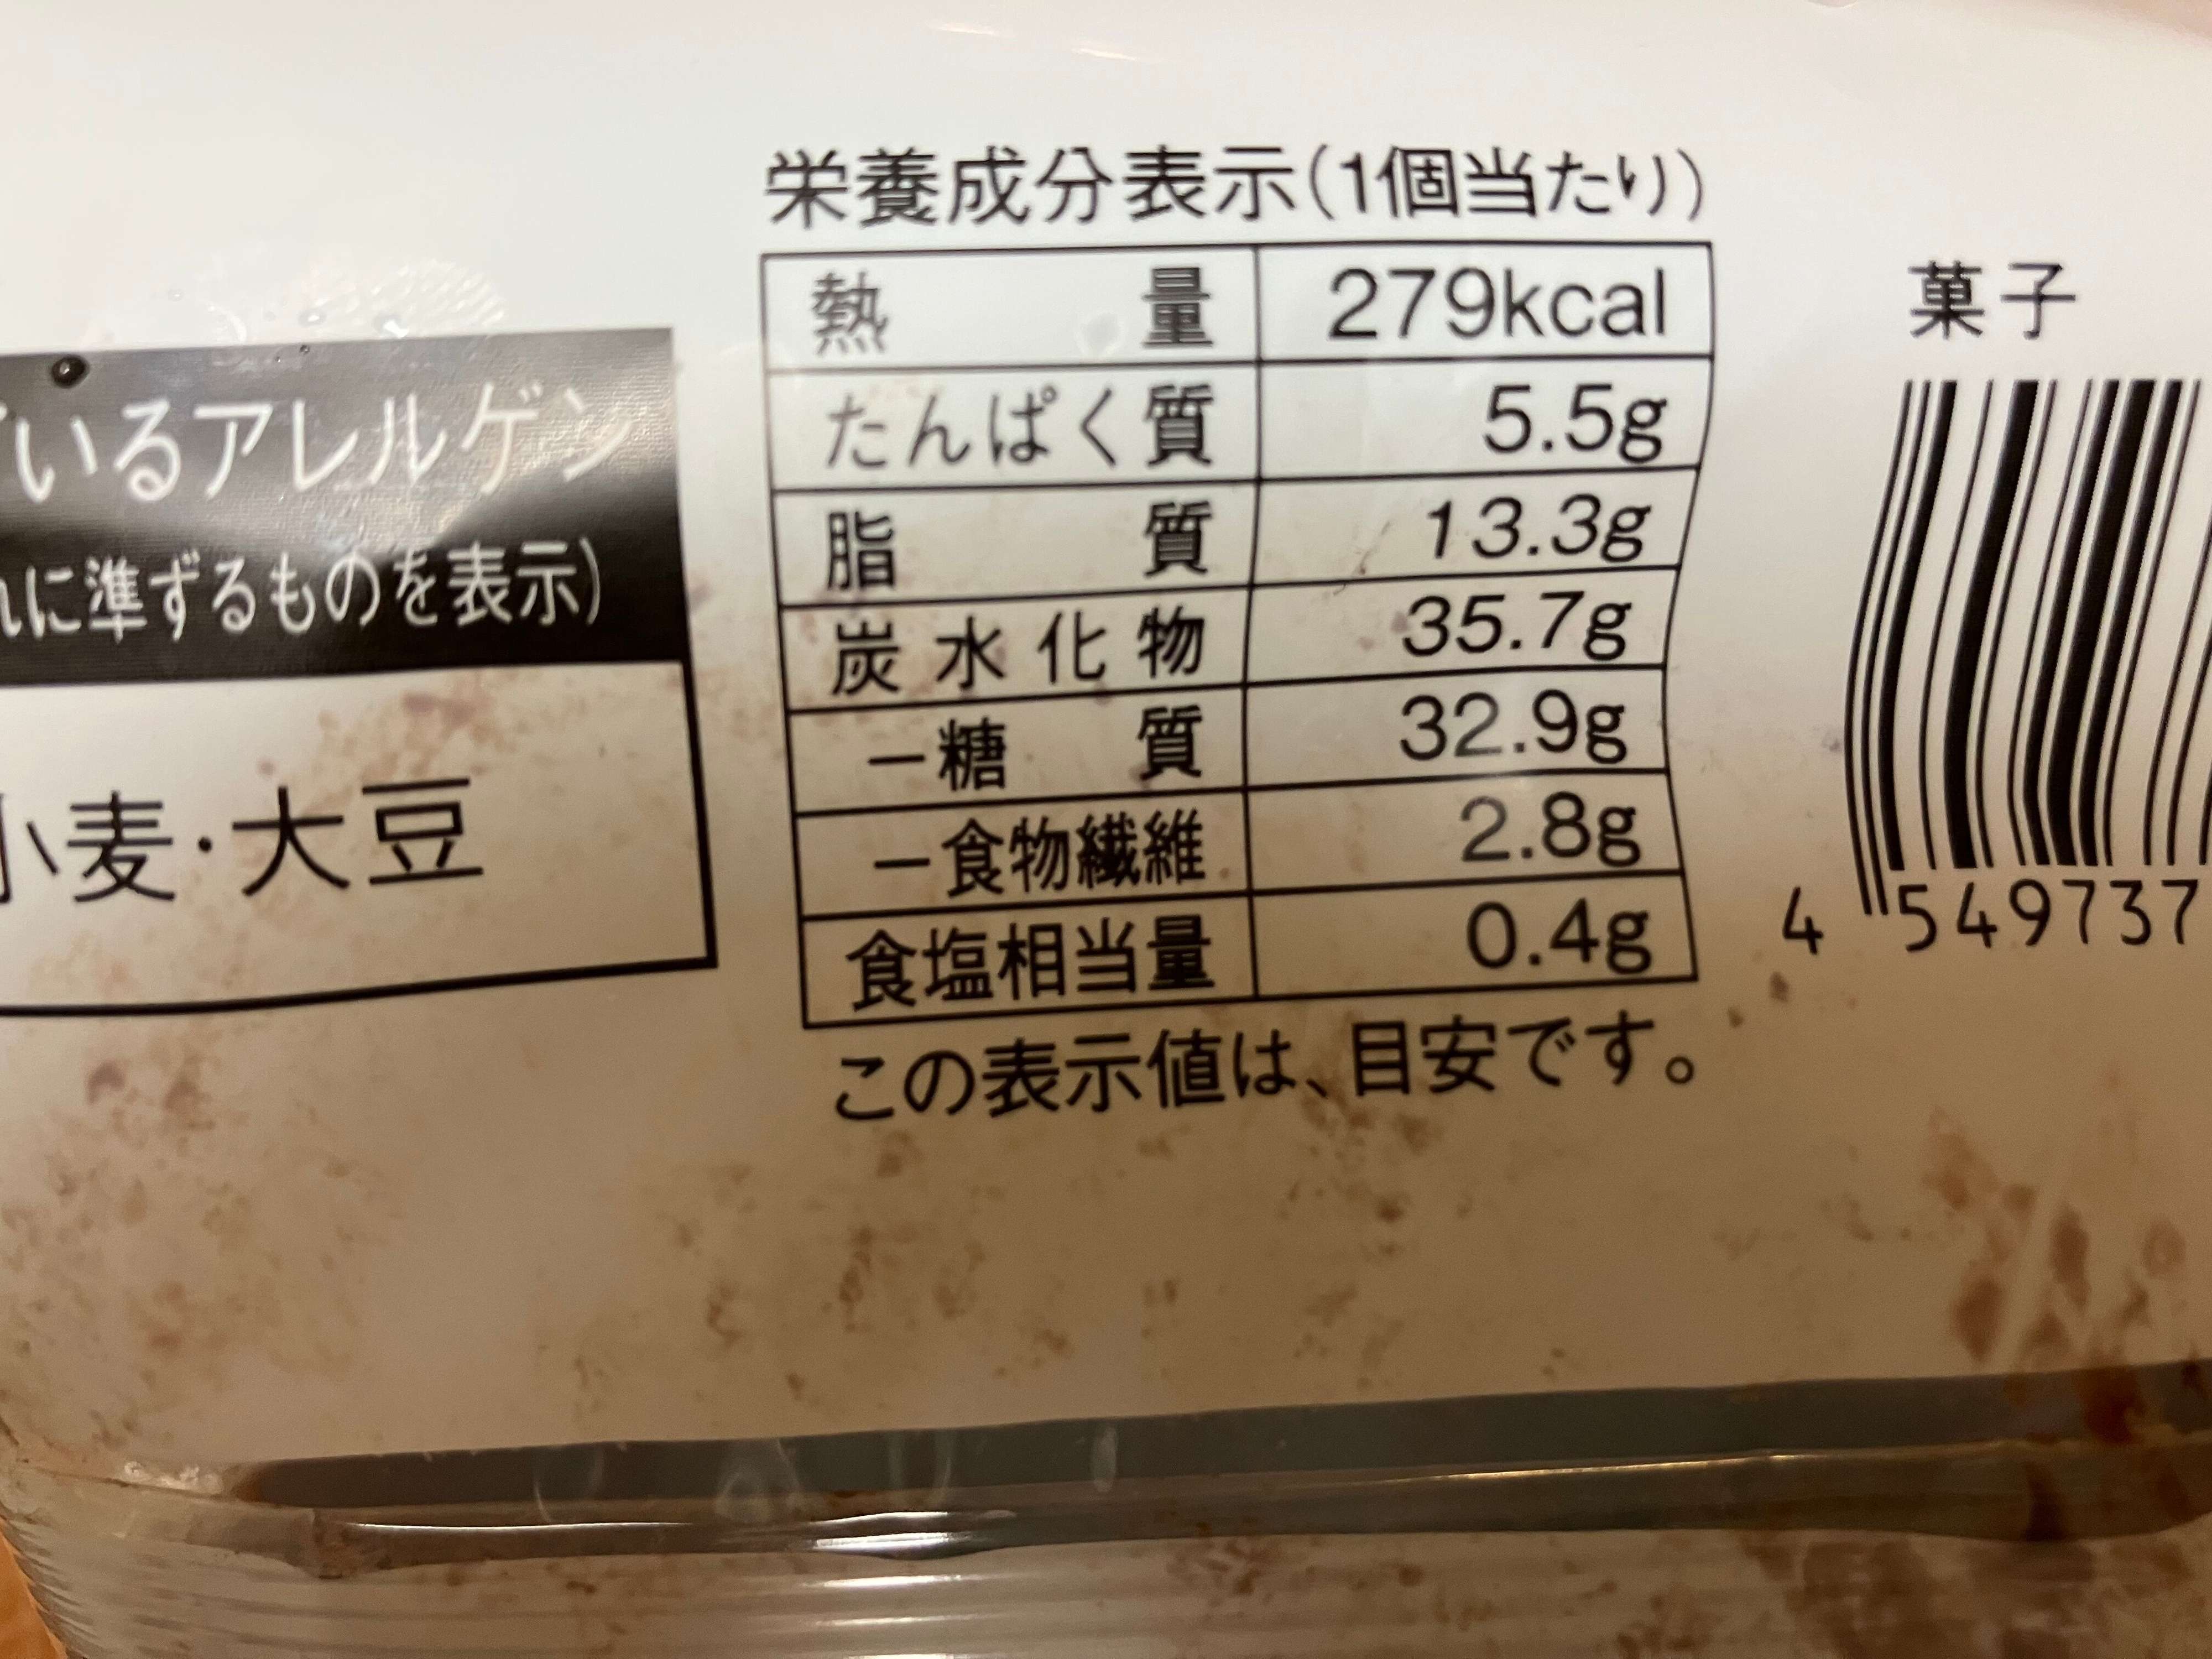 いるアレルゲン
に準ずるものを表示)
小麦・大豆
栄養成分表示(1個当たり)
熱量 279kcal
たんぱく質 5.5g
脂質 13.3g
炭水化物 35.7g
−糖質 32.9g
−食物繊維 2.8g
食塩相当量 0.4g
この表示値は、目安です。
菓子
4 549737